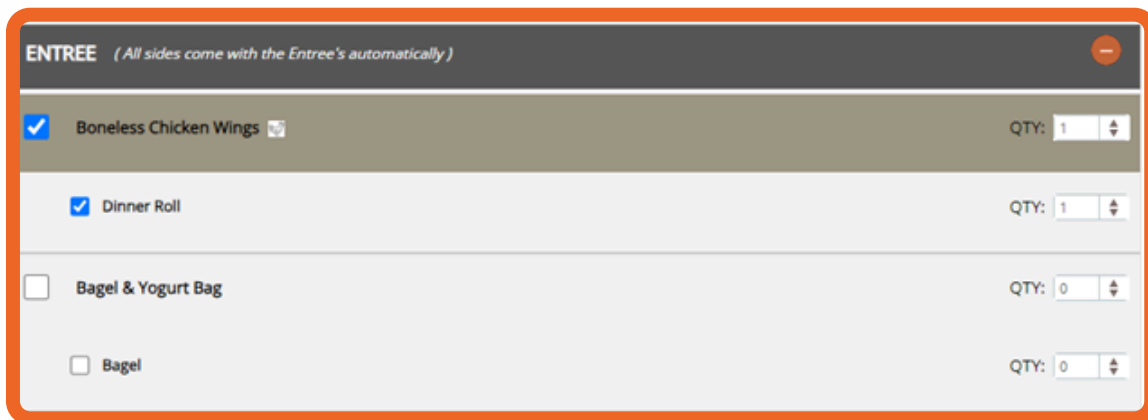 ENTREE ( All sides come with the Entree's automatically )
Boneless Chicken Wings QTY: 1
Dinner Roll QTY: 1
Bagel & Yogurt Bag QTY: 0
Bagel QTY: 0